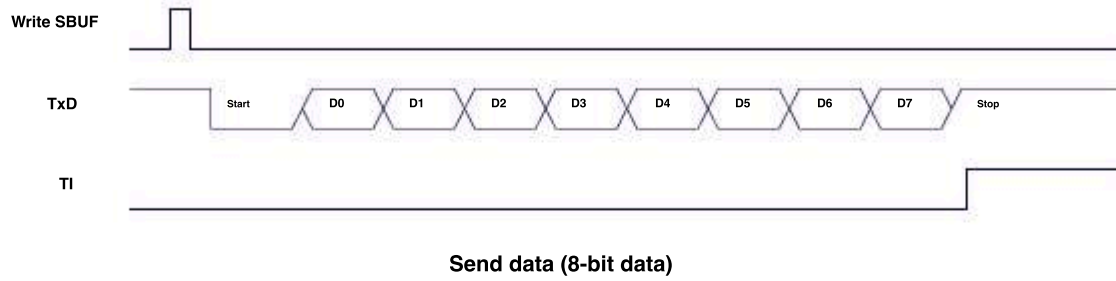 Write SBUF
TxD Start D0 D1 D2 D3 D4 D5 D6 D7 Stop
TI
Send data (8-bit data)